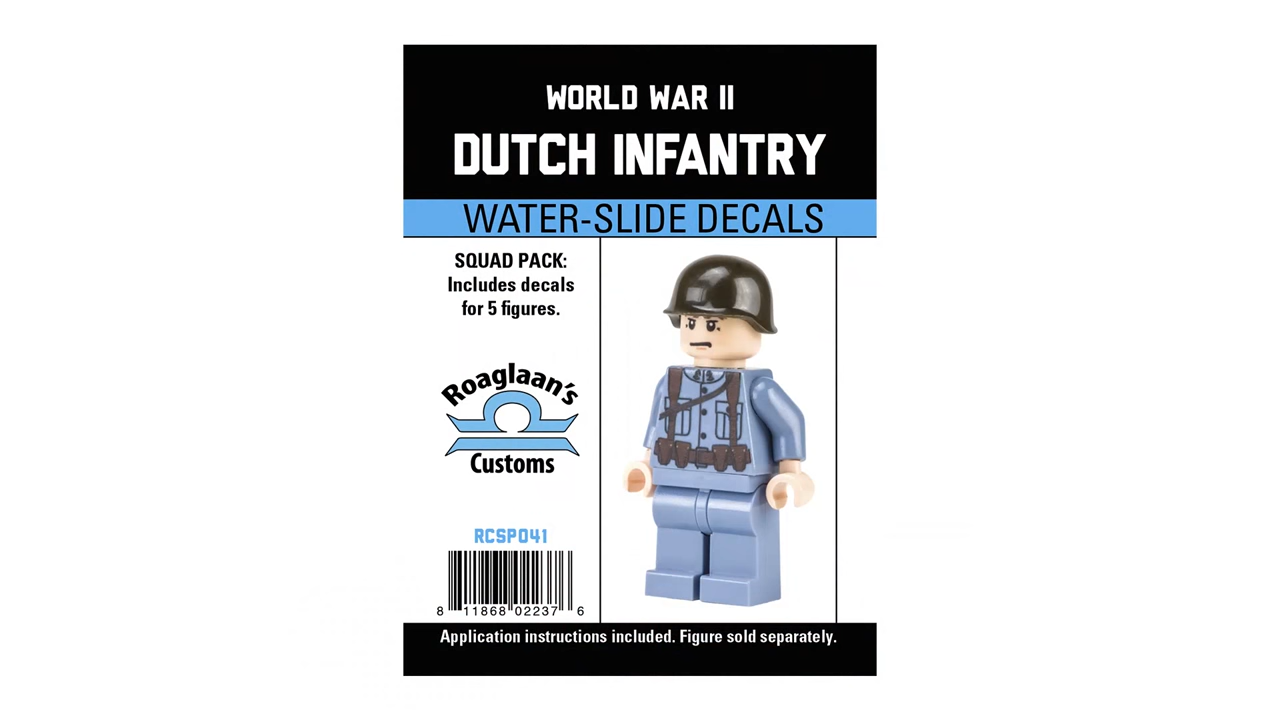 WORLD WAR II
DUTCH INFANTRY
WATER-SLIDE DECALS
SQUAD PACK:
Includes decals
for 5 figures.
Roaglaan's
Customs
RCSP041
8 11868 02237 6
Application instructions included. Figure sold separately.